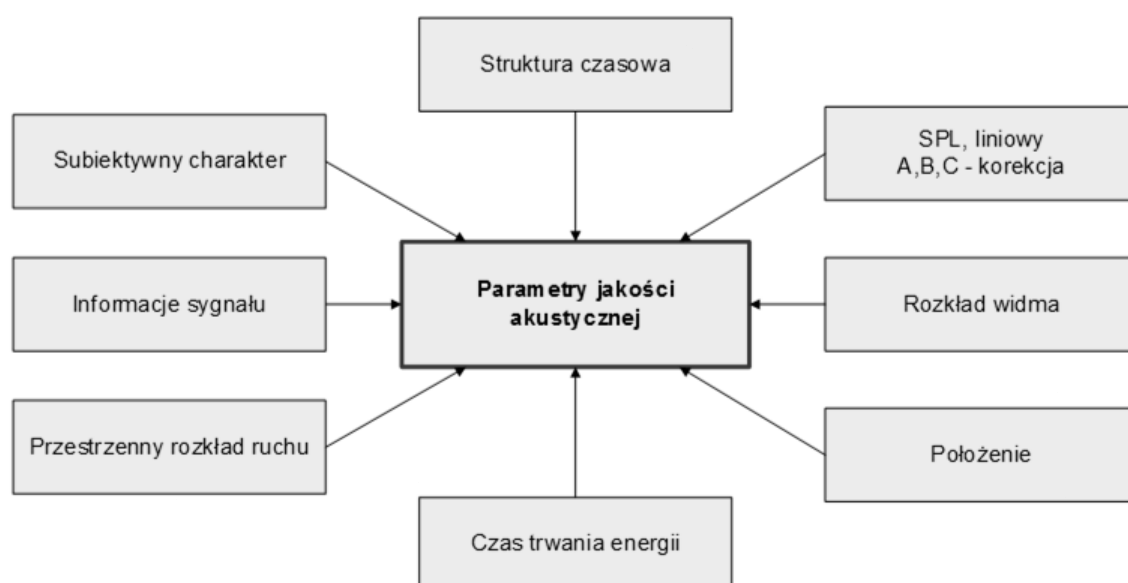 Struktura czasowa
Subiektywny charakter
SPL, liniowy
A,B,C - korekcja
Informacje sygnału
Parametry jakości
akustycznej
Rozkład widma
Przestrzenny rozkład ruchu
Położenie
Czas trwania energii